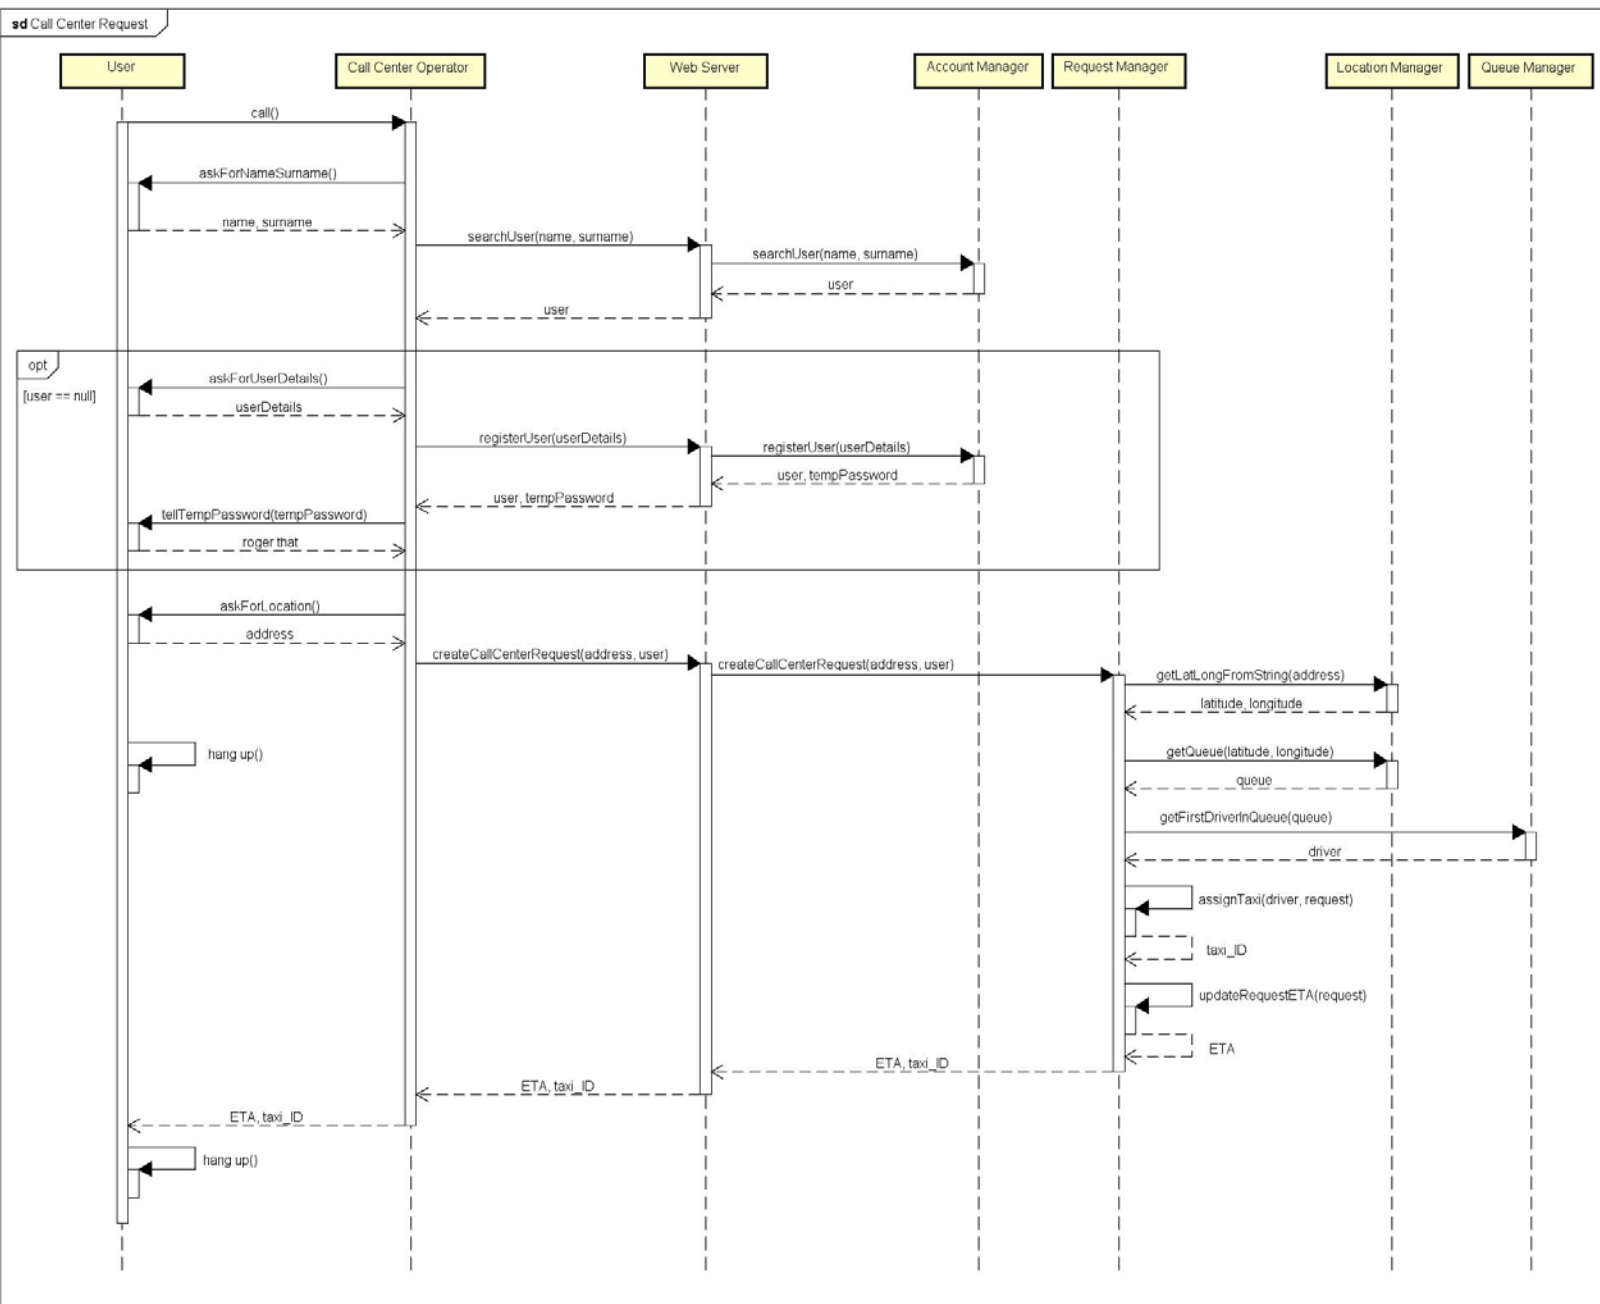 sd Call Center Request
User
Call Center Operator
Web Server
Account Manager
Request Manager
Location Manager
Queue Manager
call()
askForNameSurname()
name, surname
searchUser(name, surname)
searchUser(name, surname)
user
user
opt
[user == null]
askForUserDetails()
userDetails
registerUser(userDetails)
registerUser(userDetails)
user, tempPassword
user, tempPassword
tellTempPassword(tempPassword)
roger that
askForLocation()
address
createCallCenterRequest(address, user)
createCallCenterRequest(address, user)
getLatLongFromString(address)
latitude, longitude
hang up()
getQueue(latitude, longitude)
queue
getFirstDriverInQueue(queue)
driver
assignTaxi(driver, request)
taxi_ID
updateRequestETA(request)
ETA
ETA, taxi_ID
ETA, taxi_ID
ETA, taxi_ID
hang up()